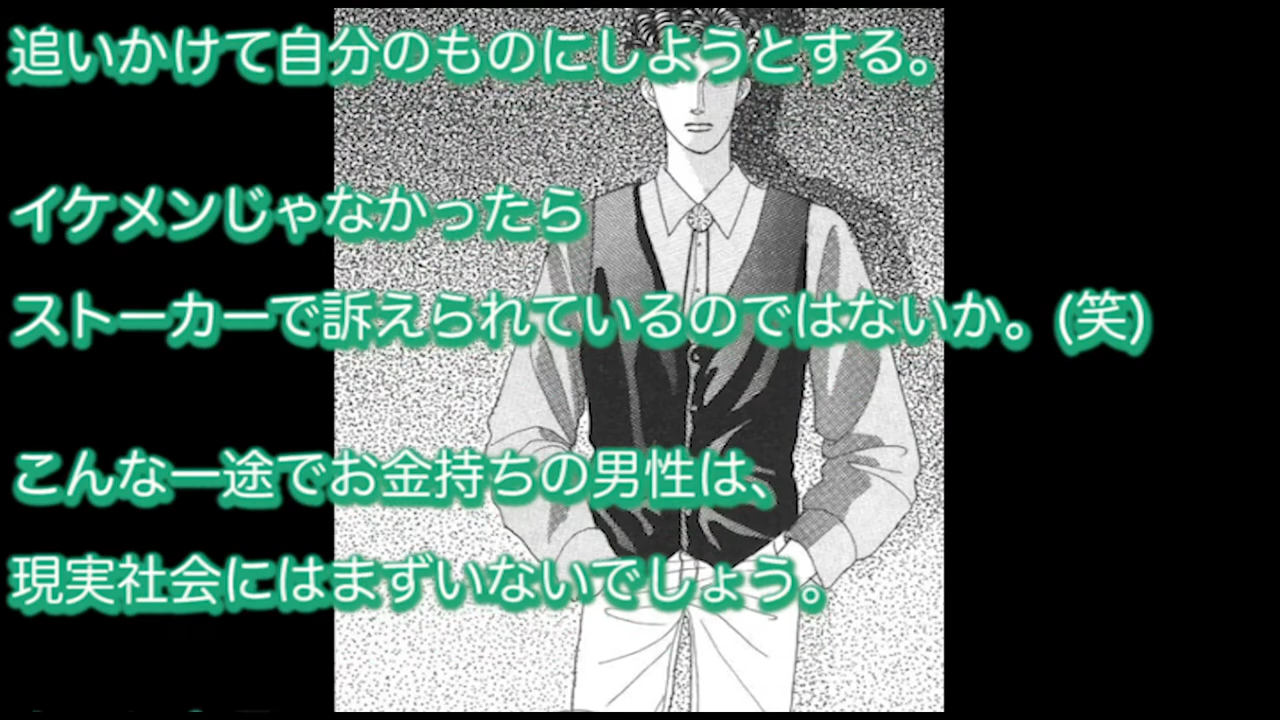 追いかけて自分のものにしようとする。
イケメンじゃなかったら
ストーカーで訴えられているのではないか。(笑)
こんな一途でお金持ちの男性は、
現実社会にはまずいないでしょう。